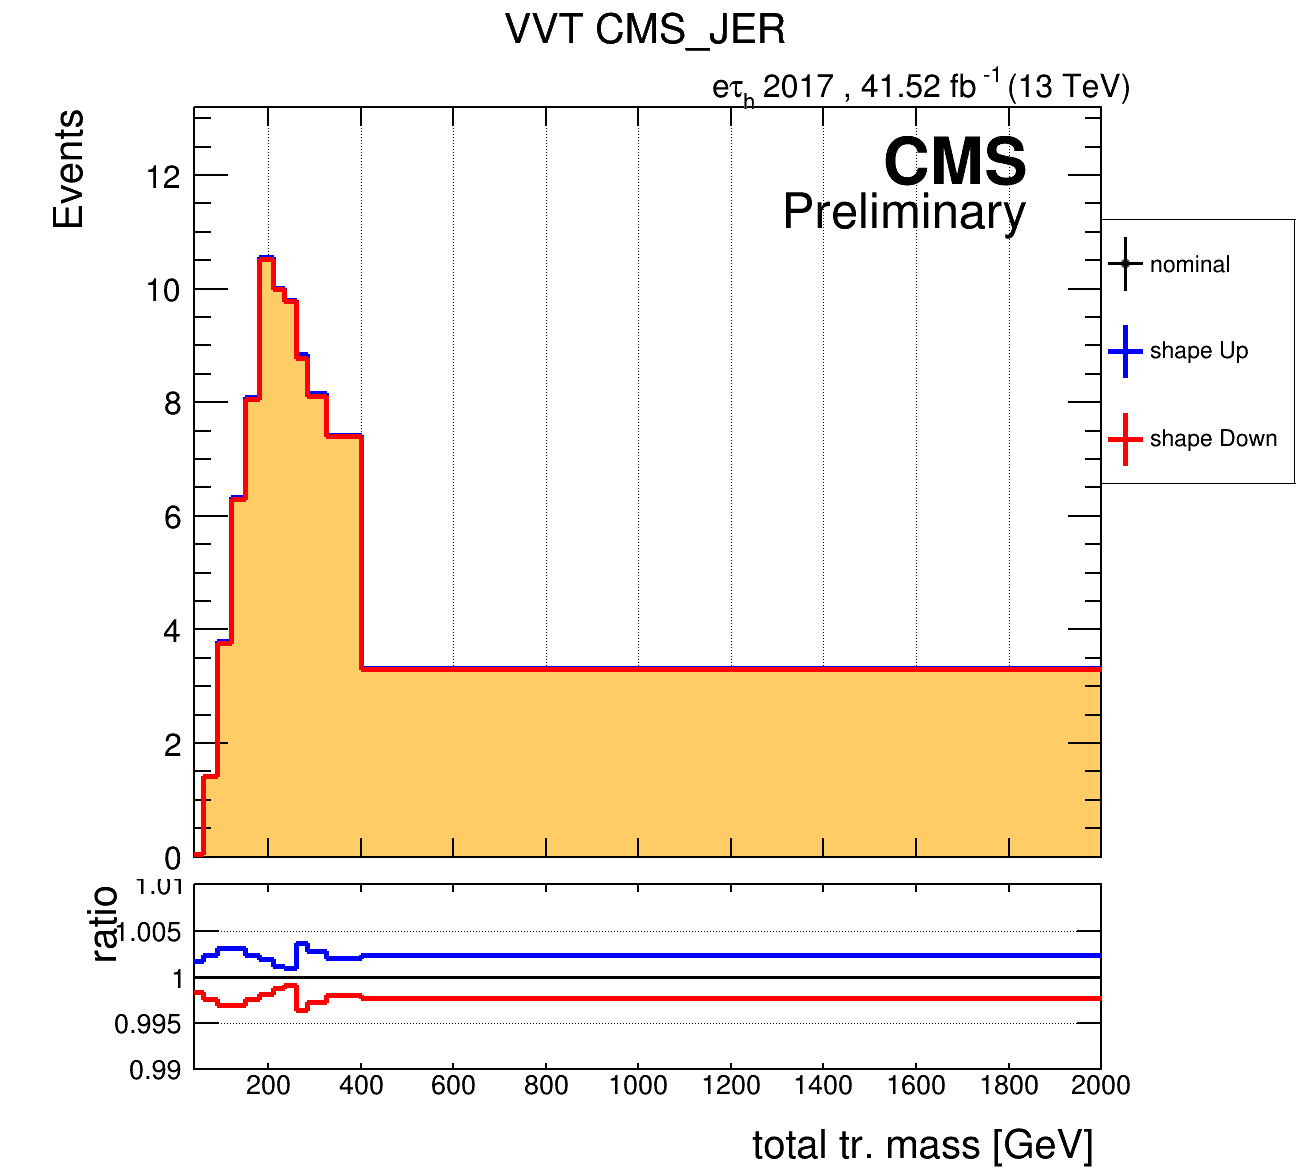 VVT CMS_JER
eτh 2017 , 41.52 fb -1 (13 TeV)
Events
CMS
Preliminary
nominal
shape Up
shape Down
12
10
8
6
4
2
0
ratio
1.01
1.005
1
0.995
0.99
200 400 600 800 1000 1200 1400 1600 1800 2000
total tr. mass [GeV]